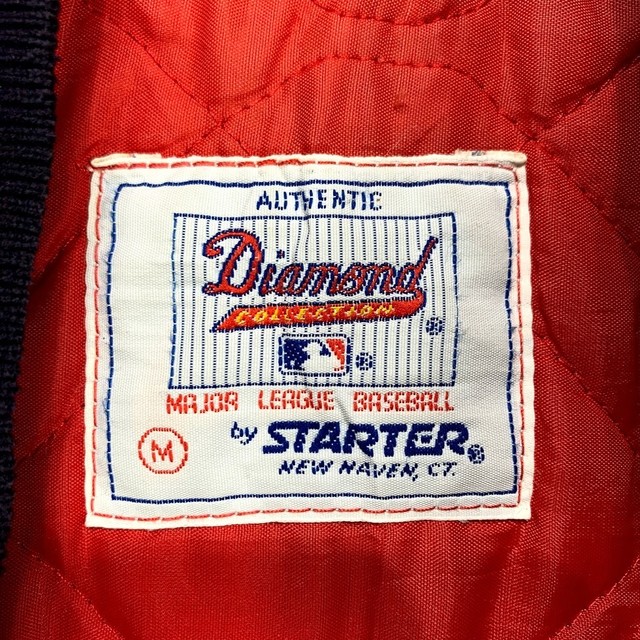 AUTHENTIC
Diamond
COLLECTION
®
®
MAJOR LEAGUE BASEBALL
M
by STARTER®
NEW HAVEN, CT.